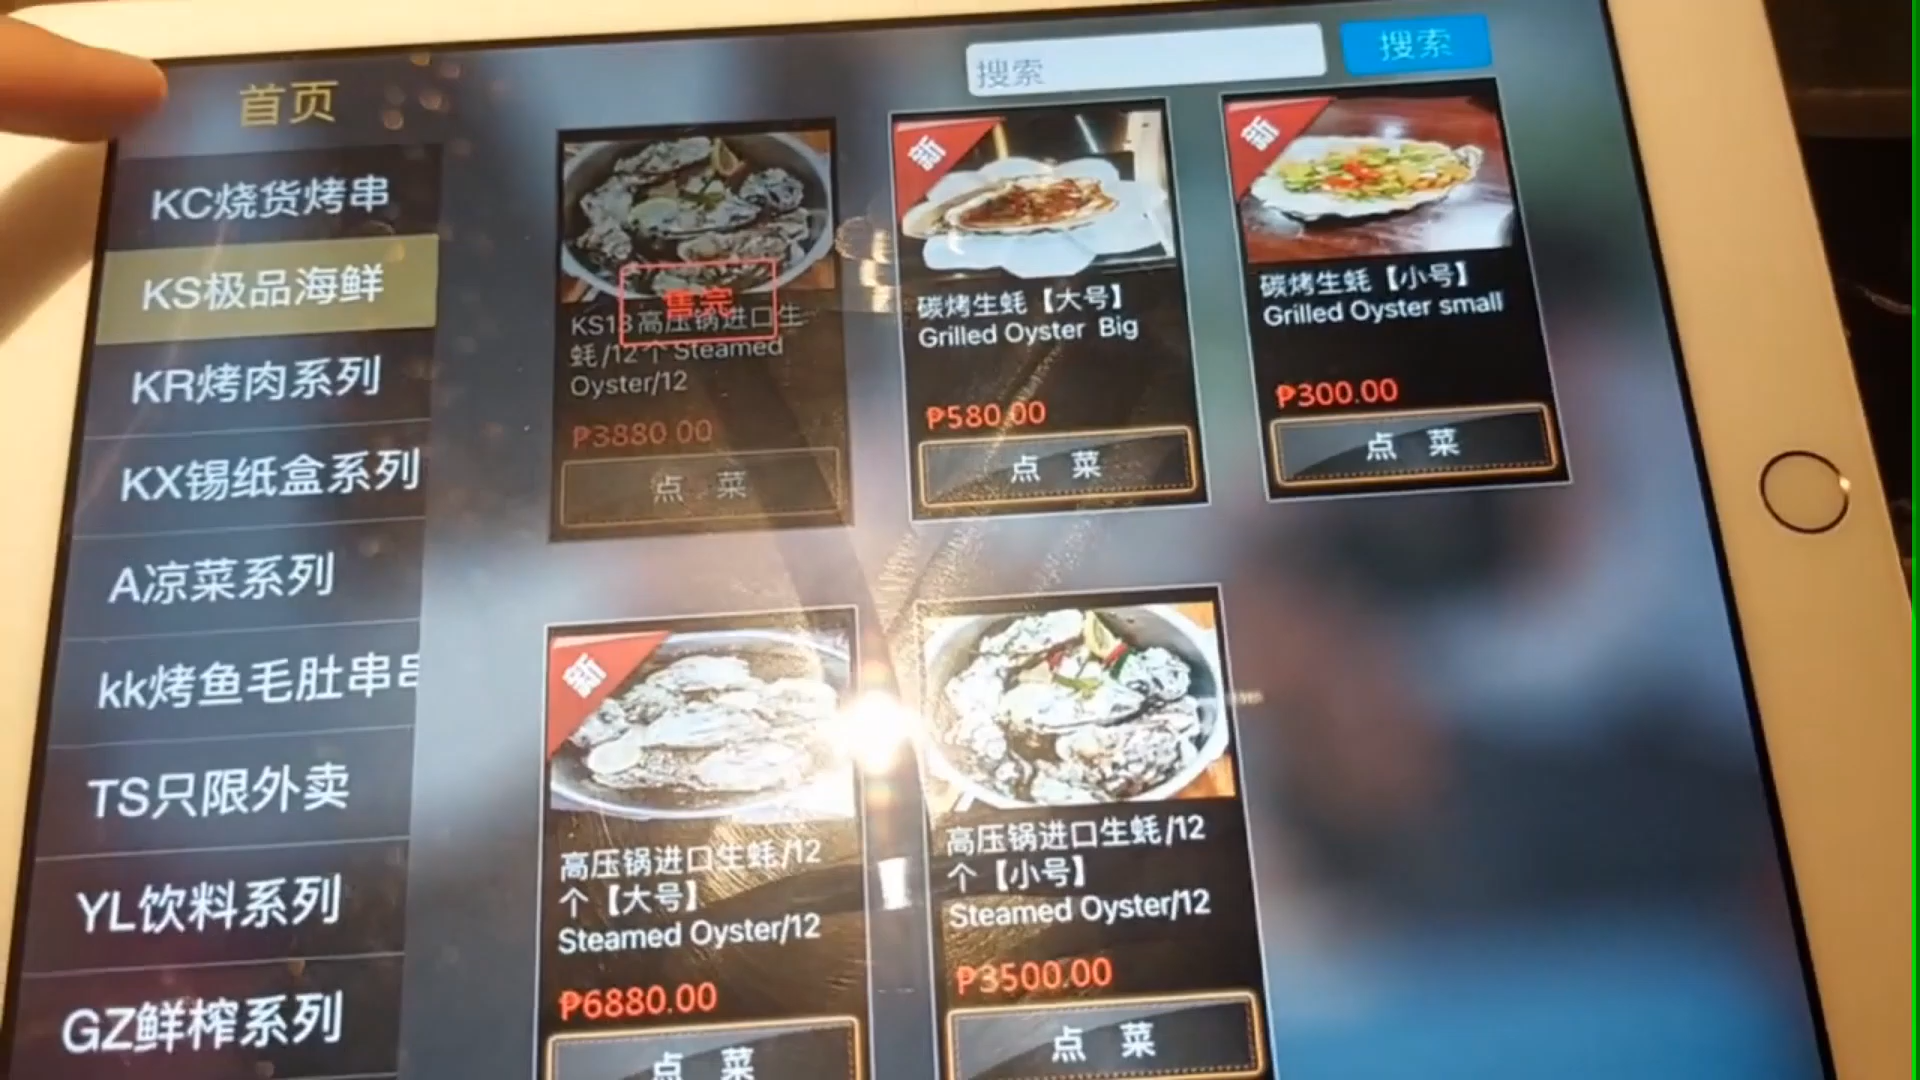 首页
搜索
搜索
KC烧货烤串
KS极品海鲜
KR烤肉系列
KX锡纸盒系列
A凉菜系列
kk烤鱼毛肚串串
TS只限外卖
YL饮料系列
GZ鲜榨系列
售完
KS13高压锅进口生
蚝/12个 Steamed
Oyster/12
₱3880.00
点 菜
新
碳烤生蚝【大号】
Grilled Oyster Big
₱580.00
点 菜
新
碳烤生蚝【小号】
Grilled Oyster small
₱300.00
点 菜
新
高压锅进口生蚝/12
个【大号】
Steamed Oyster/12
₱6880.00
点 菜
高压锅进口生蚝/12
个【小号】
Steamed Oyster/12
₱3500.00
点 菜